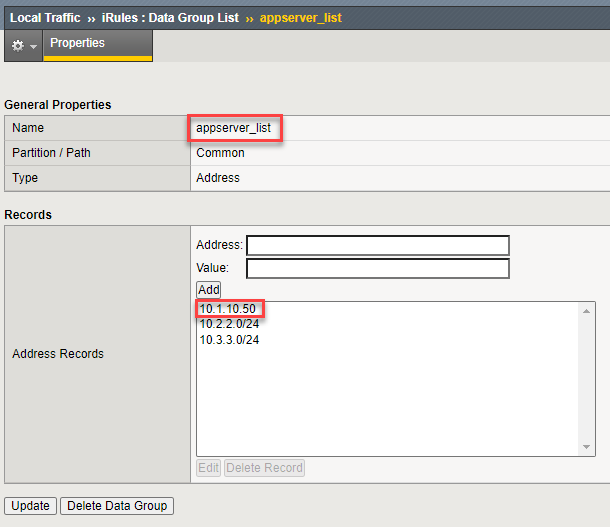 Local Traffic ›› iRules : Data Group List ›› appserver_list
Properties
General Properties
Name appserver_list
Partition / Path Common
Type Address
Records
Address:
Value:
Add
10.1.10.50
10.2.2.0/24
10.3.3.0/24
Address Records
Edit Delete Record
Update Delete Data Group